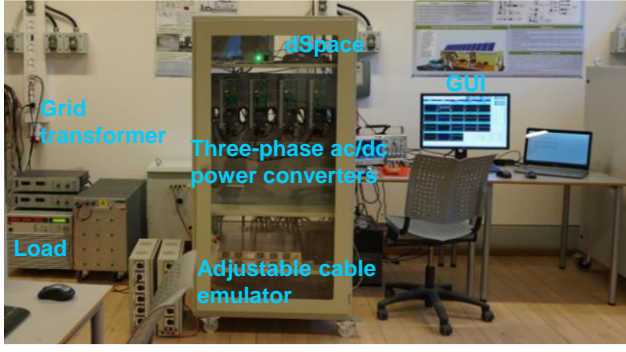 dSpace
GUI
Grid
transformer
Three-phase ac/dc
power converters
Load
Adjustable cable
emulator